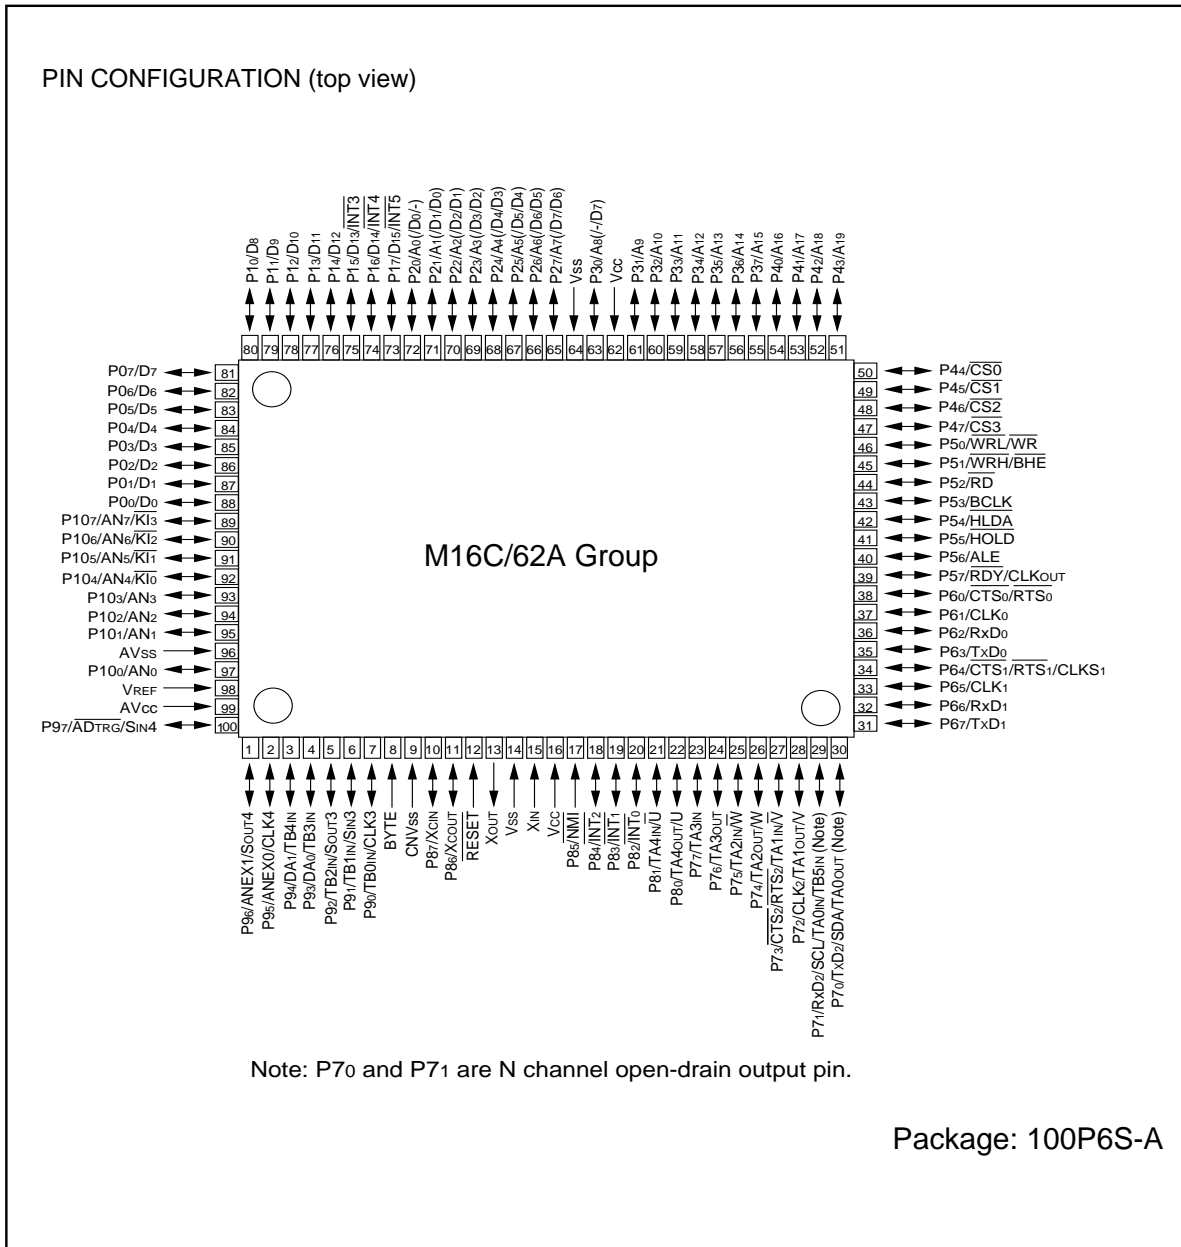 PIN CONFIGURATION (top view)
P10/D8
P11/D9
P12/D10
P13/D11
P14/D12
P15/D13/INT3
P16/D14/INT4
P17/D15/INT5
P20/A0(/D0/-)
P21/A1(/D1/D0)
P22/A2(/D2/D1)
P23/A3(/D3/D2)
P24/A4(/D4/D3)
P25/A5(/D5/D4)
P26/A6(/D6/D5)
P27/A7(/D7/D6)
Vss
P30/A8(/-/D7)
Vcc
P31/A9
P32/A10
P33/A11
P34/A12
P35/A13
P36/A14
P37/A15
P40/A16
P41/A17
P42/A18
P43/A19
80 79 78 77 76 75 74 73 72 71 70 69 68 67 66 65 64 63 62 61 60 59 58 57 56 55 54 53 52 51
P07/D7 81
P06/D6 82
P05/D5 83
P04/D4 84
P03/D3 85
P02/D2 86
P01/D1 87
P00/D0 88
P107/AN7/KI3 89
P106/AN6/KI2 90
P105/AN5/KI1 91
P104/AN4/KI0 92
P103/AN3 93
P102/AN2 94
P101/AN1 95
AVSS 96
P100/AN0 97
VREF 98
AVcc 99
P97/ADTRG/SIN4 100
M16C/62A Group
50 P44/CS0
49 P45/CS1
48 P46/CS2
47 P47/CS3
46 P50/WRL/WR
45 P51/WRH/BHE
44 P52/RD
43 P53/BCLK
42 P54/HLDA
41 P55/HOLD
40 P56/ALE
39 P57/RDY/CLKOUT
38 P60/CTS0/RTS0
37 P61/CLK0
36 P62/RxD0
35 P63/TxD0
34 P64/CTS1/RTS1/CLKS1
33 P65/CLK1
32 P66/RxD1
31 P67/TxD1
1 2 3 4 5 6 7 8 9 10 11 12 13 14 15 16 17 18 19 20 21 22 23 24 25 26 27 28 29 30
P96/ANEX1/SOUT4
P95/ANEX0/CLK4
P94/DA1/TB4IN
P93/DA0/TB3IN
P92/TB2IN/SOUT3
P91/TB1IN/SIN3
P90/TB0IN/CLK3
BYTE
CNVss
P87/XCIN
P86/XCOUT
RESET
XOUT
Vss
XIN
Vcc
P85/NMI
P84/INT2
P83/INT1
P82/INT0
P81/TA4IN/U
P80/TA4OUT/U
P77/TA3IN
P76/TA3OUT
P75/TA2IN/W
P74/TA2OUT/W
P73/CTS2/RTS2/TA1IN/V
P72/CLK2/TA1OUT/V
P71/RxD2/SCL/TA0IN/TB5IN (Note)
P70/TxD2/SDA/TA0OUT (Note)
Note: P70 and P71 are N channel open-drain output pin.
Package: 100P6S-A